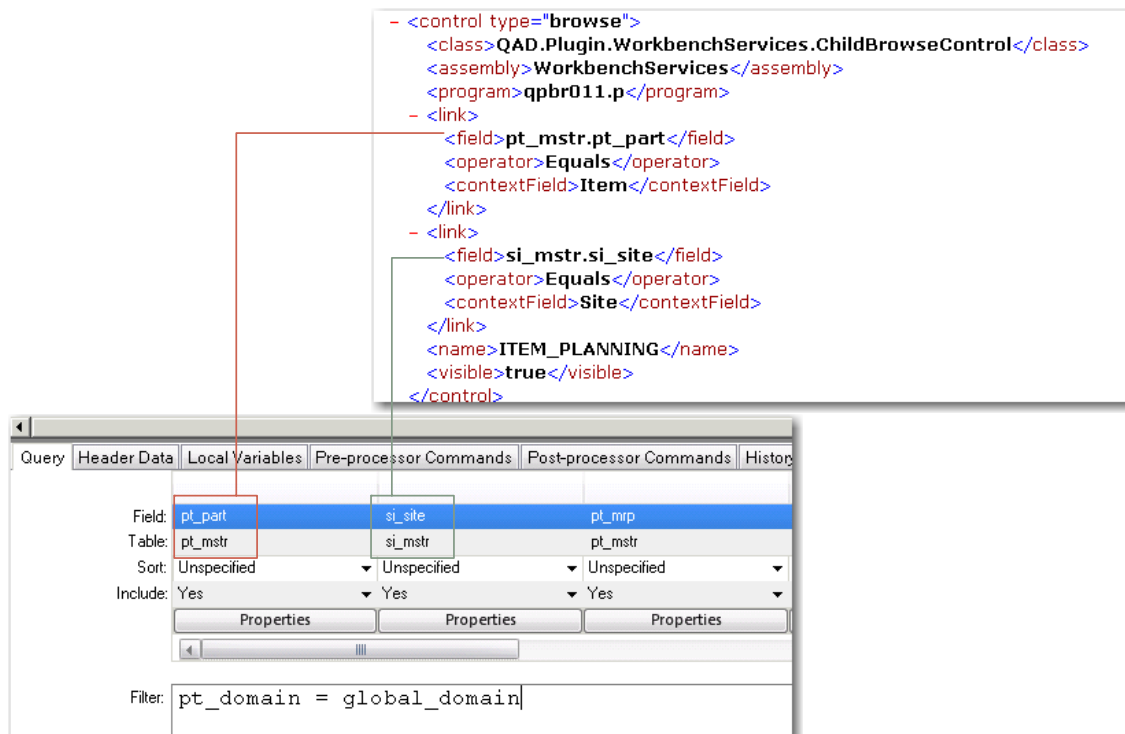 - <control type="browse">
<class>QAD.Plugin.WorkbenchServices.ChildBrowseControl</class>
<assembly>WorkbenchServices</assembly>
<program>qpbr011.p</program>
- <link>
<field>pt_mstr.pt_part</field>
<operator>Equals</operator>
<contextField>Item</contextField>
</link>
- <link>
<field>si_mstr.si_site</field>
<operator>Equals</operator>
<contextField>Site</contextField>
</link>
<name>ITEM_PLANNING</name>
<visible>true</visible>
</control>
Query Header Data Local Variables Pre-processor Commands Post-processor Commands History
Field: pt_part si_site pt_mrp
Table: pt_mstr si_mstr pt_mstr
Sort: Unspecified Unspecified Unspecified
Include: Yes Yes Yes
Properties Properties Properties
Filter: pt_domain = global_domain